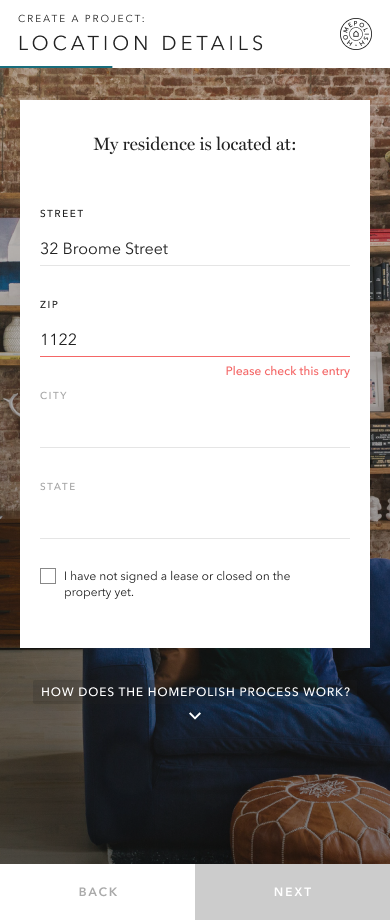 CREATE A PROJECT:
LOCATION DETAILS
HOMEPOLISH
My residence is located at:
STREET
32 Broome Street
ZIP
1122
Please check this entry
CITY
STATE
I have not signed a lease or closed on the
property yet.
HOW DOES THE HOMEPOLISH PROCESS WORK?
BACK
NEXT